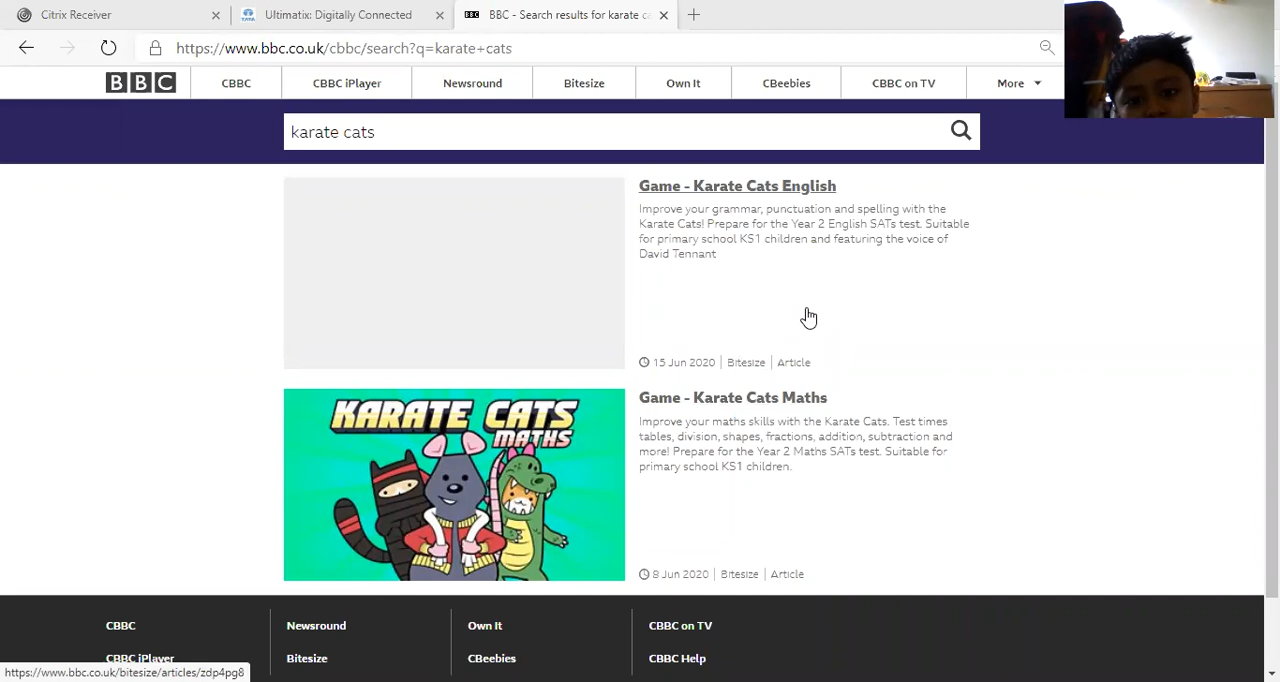 Citrix Receiver
Ultimatix: Digitally Connected
BBC - Search results for karate ca
https://www.bbc.co.uk/cbbc/search?q=karate+cats
BBC
CBBC
CBBC iPlayer
Newsround
Bitesize
Own It
CBeebies
CBBC on TV
More
karate cats
Game - Karate Cats English
Improve your grammar, punctuation and spelling with the
Karate Cats! Prepare for the Year 2 English SATs test. Suitable
for primary school KS1 children and featuring the voice of
David Tennant
15 Jun 2020 | Bitesize | Article
KARATE CATS
MATHS
Game - Karate Cats Maths
Improve your maths skills with the Karate Cats. Test times
tables, division, shapes, fractions, addition, subtraction and
more! Prepare for the Year 2 Maths SATs test. Suitable for
primary school KS1 children.
8 Jun 2020 | Bitesize | Article
CBBC
Newsround
Own It
CBBC on TV
CBBC iPlayer
Bitesize
CBeebies
CBBC Help
https://www.bbc.co.uk/bitesize/articles/zdp4pg8